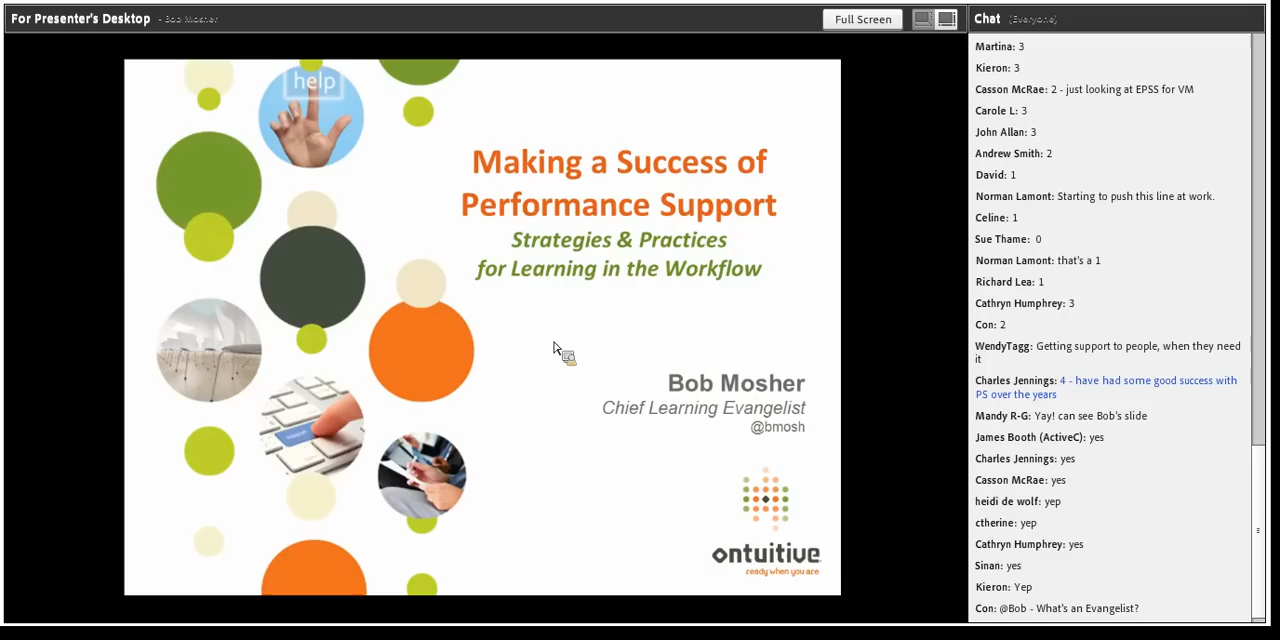 For Presenter's Desktop - Bob Mosher
Full Screen
Chat (Everyone)
help
Making a Success of
Performance Support
Strategies & Practices
for Learning in the Workflow
Bob Mosher
Chief Learning Evangelist
@bmosh
ontuitive
ready when you are
Martina: 3
Kieron: 3
Casson McRae: 2 - just looking at EPSS for VM
Carole L: 3
John Allan: 3
Andrew Smith: 2
David: 1
Norman Lamont: Starting to push this line at work.
Celine: 1
Sue Thame: 0
Norman Lamont: that's a 1
Richard Lea: 1
Cathryn Humphrey: 3
Con: 2
WendyTagg: Getting support to people, when they need
it
Charles Jennings: 4 - have had some good success with
PS over the years
Mandy R-G: Yay! can see Bob's slide
James Booth (ActiveC): yes
Charles Jennings: yes
Casson McRae: yes
heidi de wolf: yep
ctherine: yep
Cathryn Humphrey: yes
Sinan: yes
Kieron: Yep
Con: @Bob - What's an Evangelist?